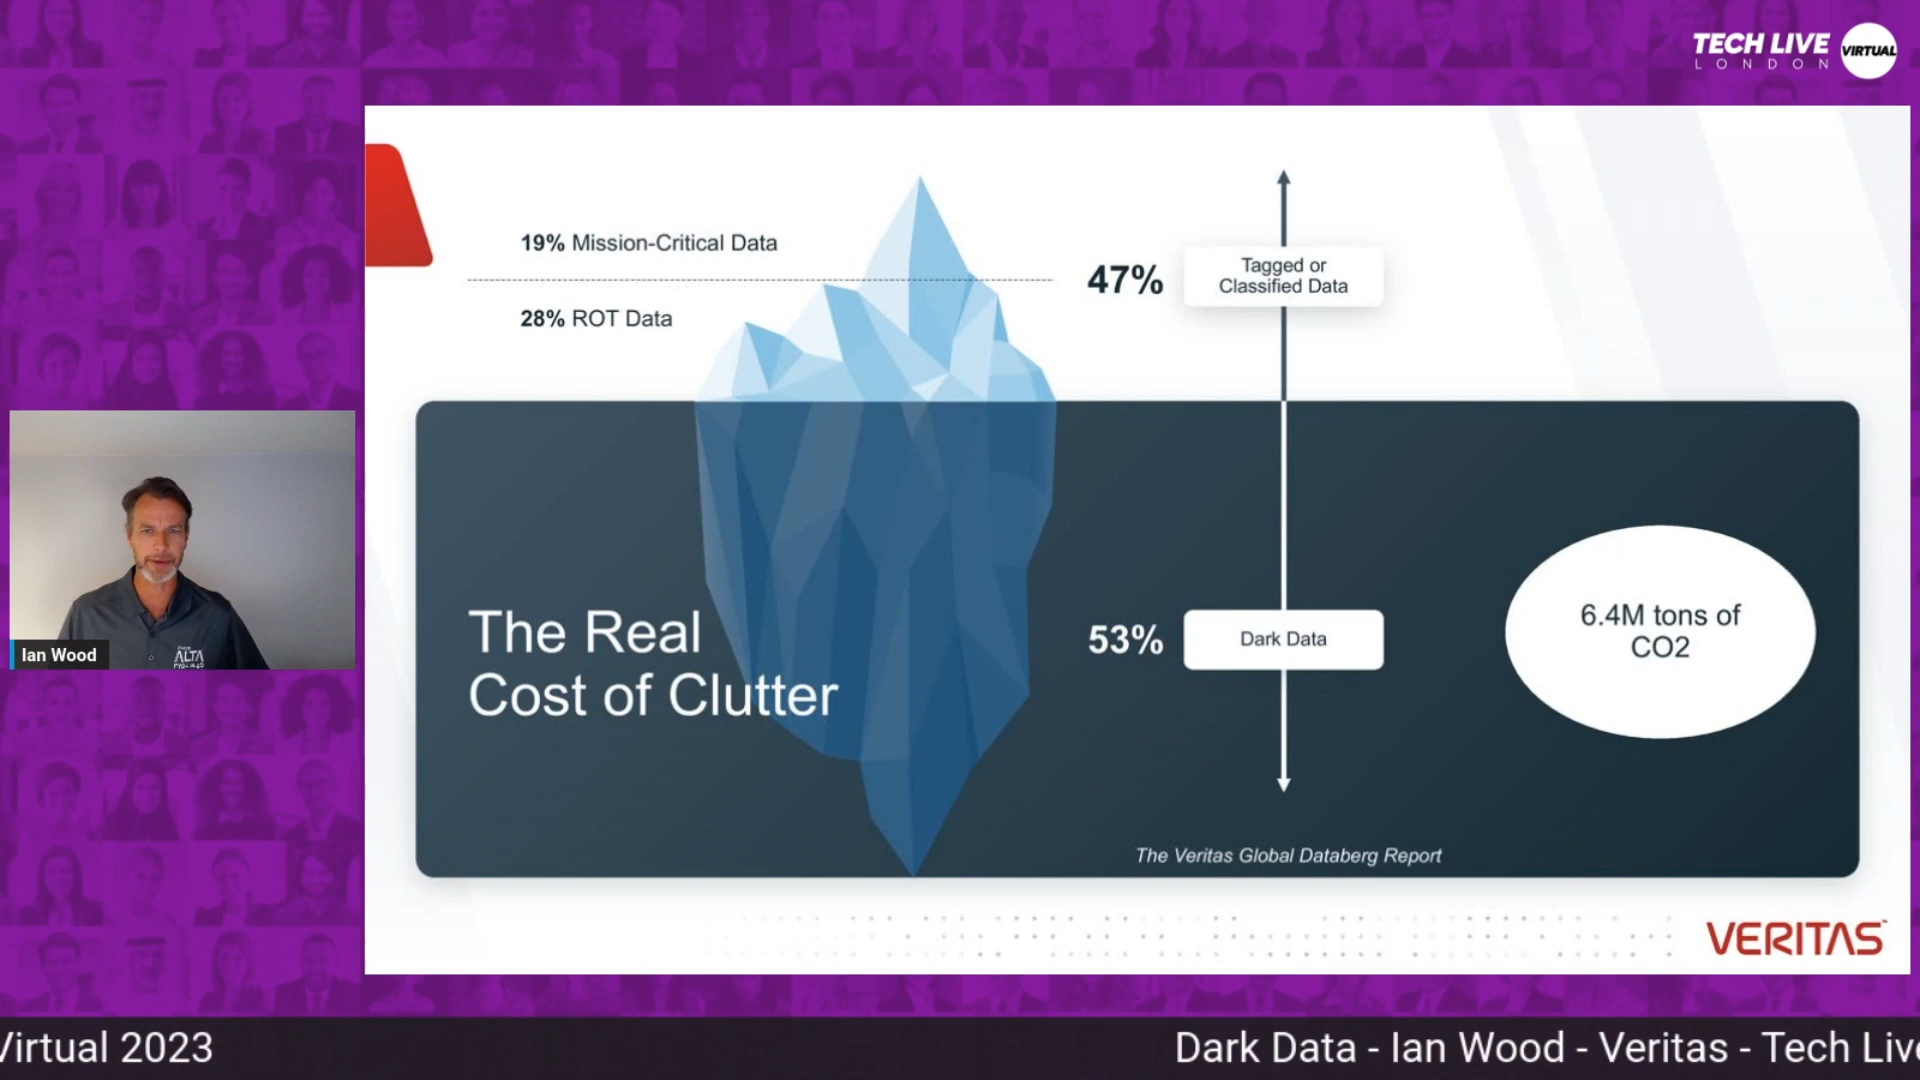 TECH LIVE
LONDON
VIRTUAL
19% Mission-Critical Data
28% ROT Data
47%
Tagged or
Classified Data
The Real
Cost of Clutter
53%
Dark Data
6.4M tons of
CO2
The Veritas Global Databerg Report
VERITAS
Ian Wood
ALTA
Virtual 2023
Dark Data - Ian Wood - Veritas - Tech Live